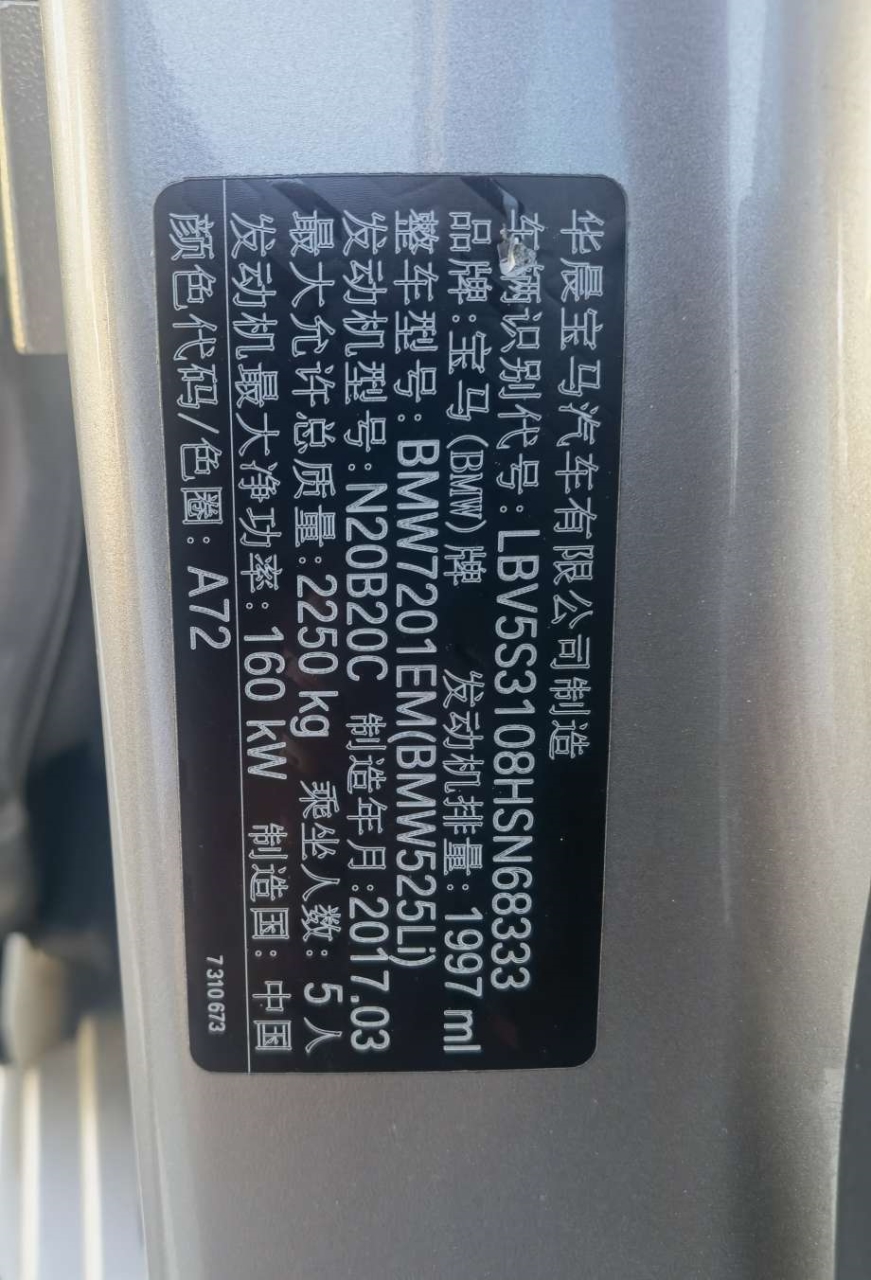 华晨宝马汽车有限公司制造
车辆识别代号：LBV5S3108HSN68333
品牌：宝马(BMW)牌 发动机排量：1997 ml
整车型号：BMW7201EM(BMW525Li)
发动机型号：N20B20C 制造年月：2017.03
最大允许总质量：2250 kg 乘坐人数：5 人
发动机最大净功率：160 kW 制造国：中国
颜色代码/色圈：A72
7 310 673